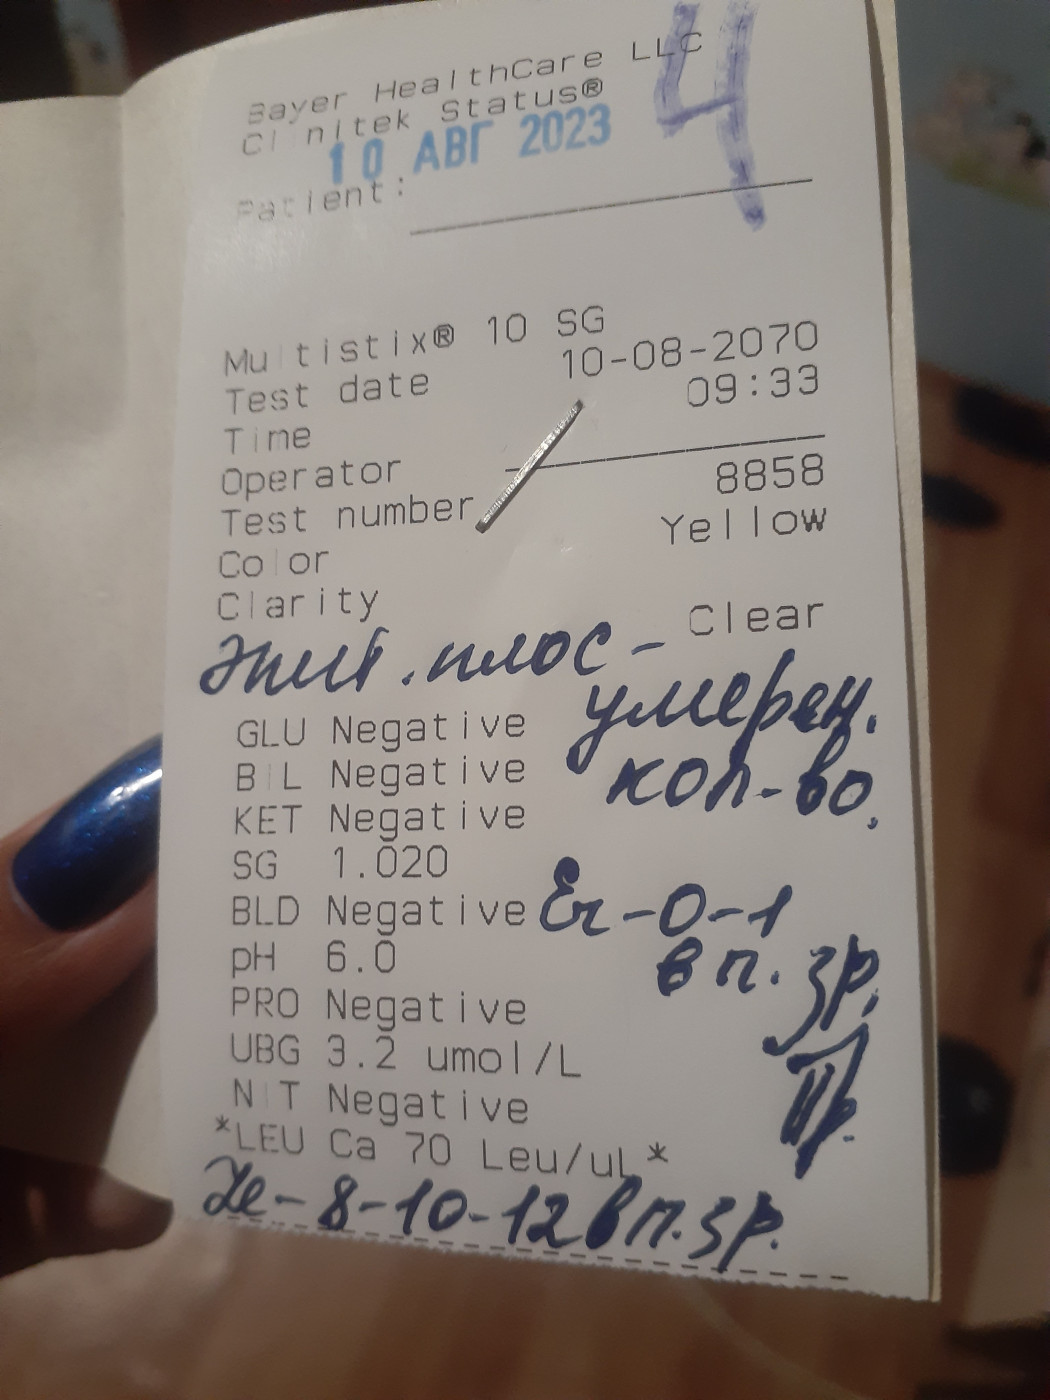 Bayer HealthCare LLC
Clinitek Status®
10 АВГ 2023
4
Patient:
Multistix® 10 SG
Test date 10-08-2070
Time 09:33
Operator
Test number 8858
Color Yellow
Clarity Clear
Эпит. плос - умерен.
кол-во.
GLU Negative
BIL Negative
KET Negative
SG 1.020
BLD Negative Er-0-1
в п. зр.
pH 6.0
PRO Negative
UBG 3.2 umol/L
NIT Negative
*LEU Ca 70 Leu/uL*
Le-8-10-12 в п. зр.